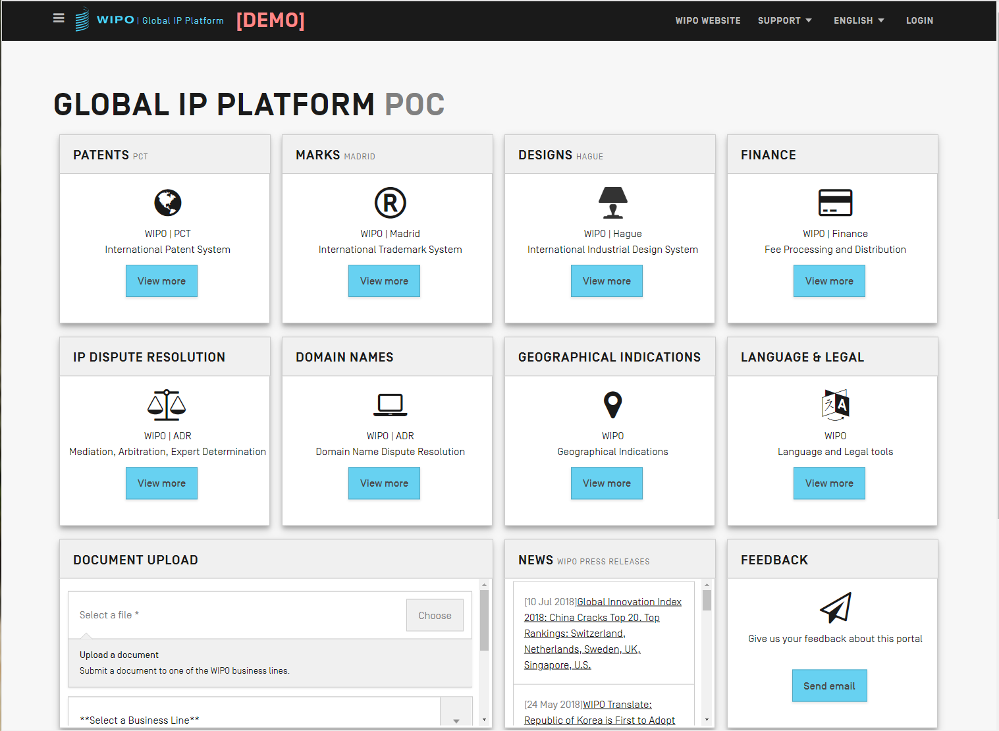 WIPO | Global IP Platform [DEMO] WIPO WEBSITE SUPPORT ENGLISH LOGIN
GLOBAL IP PLATFORM POC
PATENTS PCT
WIPO | PCT
International Patent System
View more
MARKS MADRID
®
WIPO | Madrid
International Trademark System
View more
DESIGNS HAGUE
WIPO | Hague
International Industrial Design System
View more
FINANCE
WIPO | Finance
Fee Processing and Distribution
View more
IP DISPUTE RESOLUTION
WIPO | ADR
Mediation, Arbitration, Expert Determination
View more
DOMAIN NAMES
WIPO | ADR
Domain Name Dispute Resolution
View more
GEOGRAPHICAL INDICATIONS
WIPO
Geographical Indications
View more
LANGUAGE & LEGAL
A
WIPO
Language and Legal tools
View more
DOCUMENT UPLOAD
Select a file * Choose
Upload a document
Submit a document to one of the WIPO business lines.
**Select a Business Line**
NEWS WIPO PRESS RELEASES
[10 Jul 2018]Global Innovation Index
2018: China Cracks Top 20. Top
Rankings: Switzerland,
Netherlands, Sweden, UK,
Singapore, U.S.
[24 May 2018]WIPO Translate:
Republic of Korea is First to Adopt
FEEDBACK
Give us your feedback about this portal
Send email